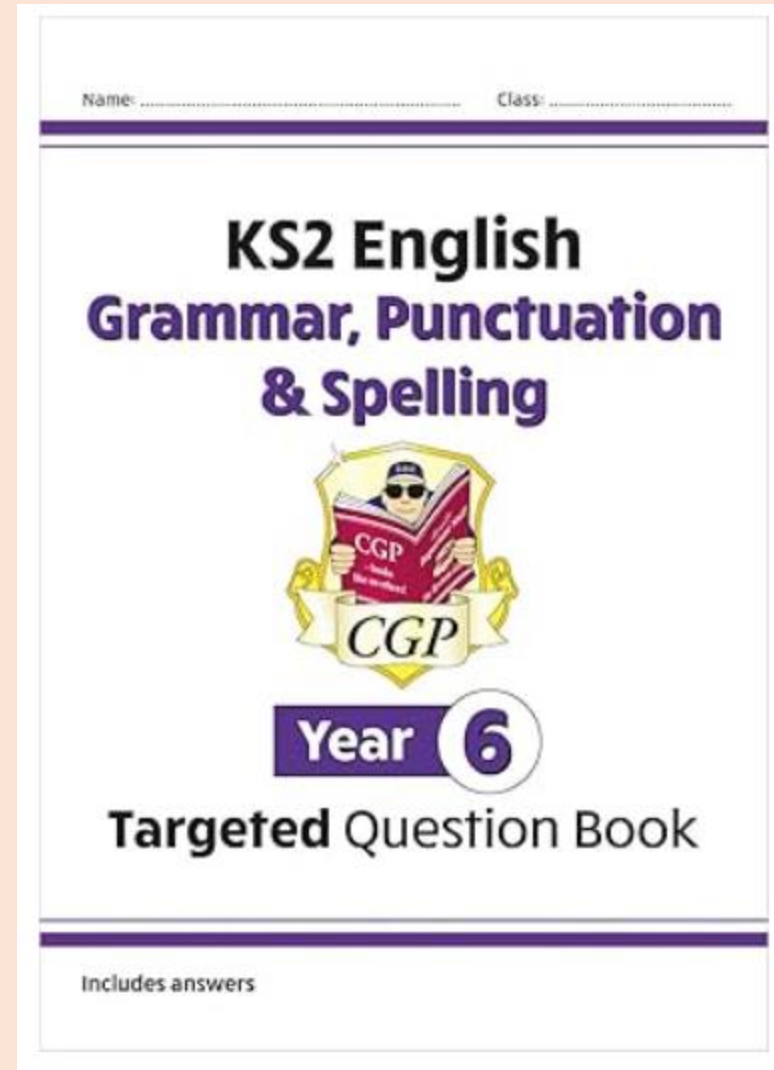 Name: ........................ Class: ........................
KS2 English
Grammar, Punctuation
& Spelling
CGP
CGP
Year 6
Targeted Question Book
Includes answers